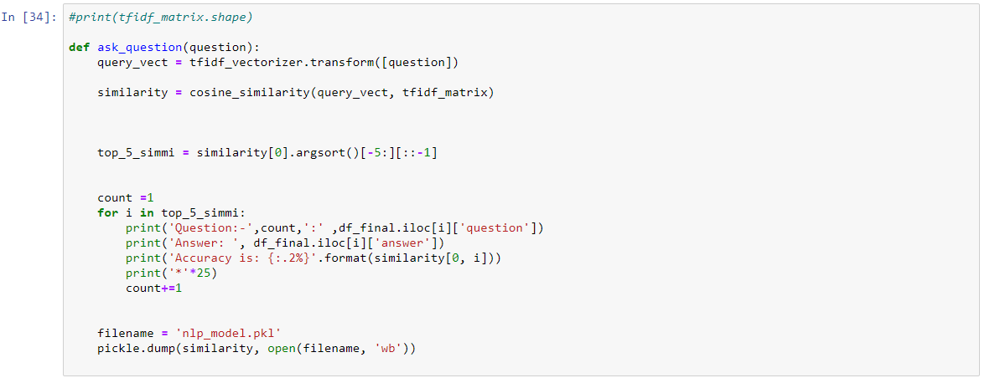 In [34]: #print(tfidf_matrix.shape)
def ask_question(question):
    query_vect = tfidf_vectorizer.transform([question])
    similarity = cosine_similarity(query_vect, tfidf_matrix)
    top_5_simmi = similarity[0].argsort()[-5:][::-1]
    count =1
    for i in top_5_simmi:
        print('Question:-',count,':' ,df_final.iloc[i]['question'])
        print('Answer: ', df_final.iloc[i]['answer'])
        print('Accuracy is: {:.2%}'.format(similarity[0, i]))
        print('*'*25)
        count+=1
    filename = 'nlp_model.pkl'
    pickle.dump(similarity, open(filename, 'wb'))